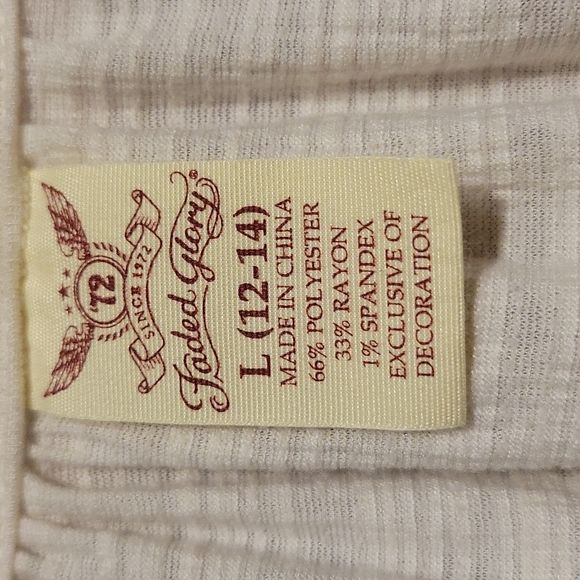 '72
SINCE 1972
Faded Glory®
L (12-14)
MADE IN CHINA
66% POLYESTER
33% RAYON
1% SPANDEX
EXCLUSIVE OF
DECORATION